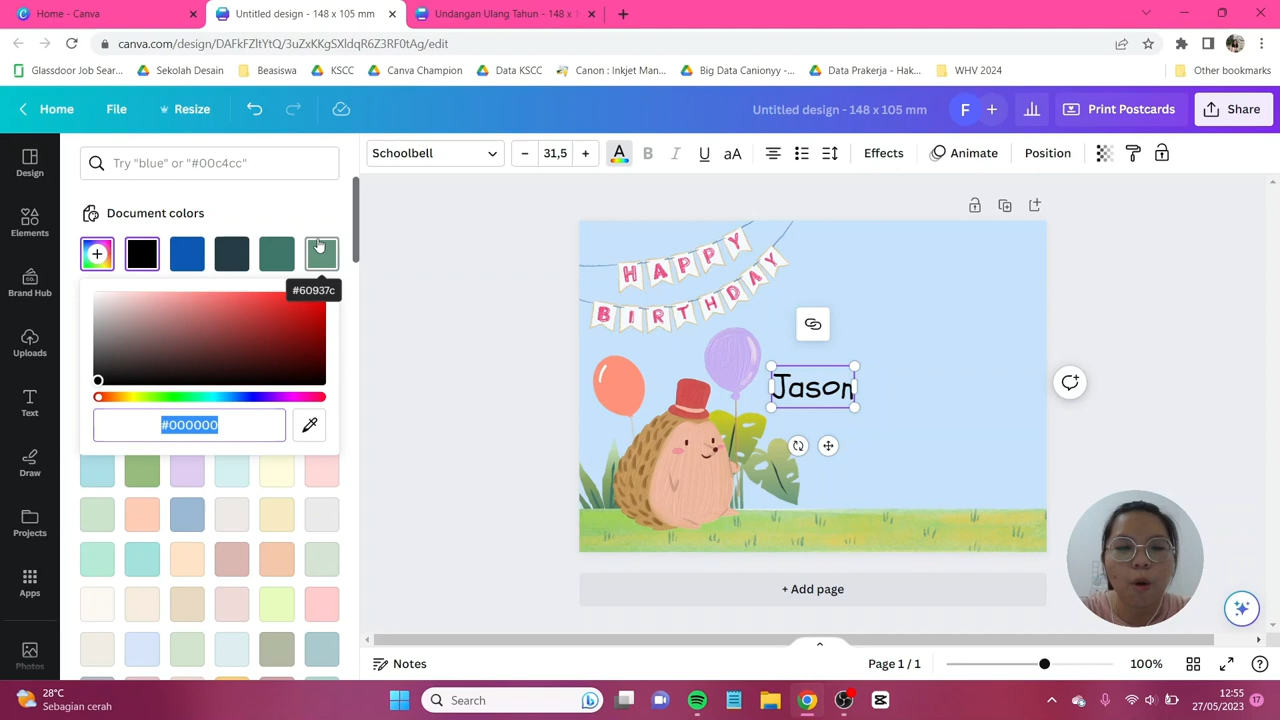 Home - Canva
Untitled design - 148 x 105 mm
Undangan Ulang Tahun - 148 x
canva.com/design/DAFkFZltYtQ/3uZxKKgSXldqR6Z3RF0tAg/edit
Glassdoor Job Sear...
Sekolah Desain
Beasiswa
KSCC
Canva Champion
Data KSCC
Canon : Inkjet Man...
Big Data Canionyy -...
Data Prakerja - Hak...
WHV 2024
Other bookmarks
Home
File
Resize
Untitled design - 148 x 105 mm
F
Print Postcards
Share
Design
Elements
Brand Hub
Uploads
Text
Draw
Projects
Apps
Photos
Try "blue" or "#00c4cc"
Document colors
#60937c
#000000
Schoolbell
31,5
A
B
I
U
aA
Effects
Animate
Position
HAPPY
BIRTHDAY
Jason
+ Add page
Notes
Page 1 / 1
100%
28°C
Sebagian cerah
Search
12:55
27/05/2023
17